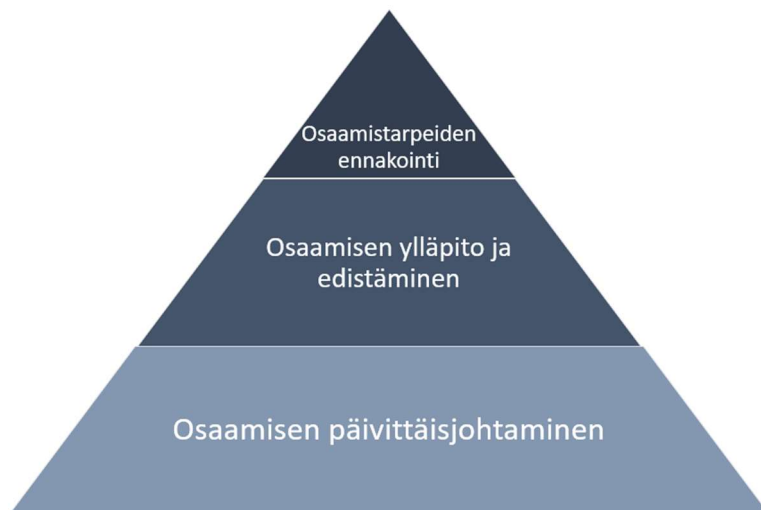 Osaamistarpeiden
ennakointi
Osaamisen ylläpito ja
edistäminen
Osaamisen päivittäisjohtaminen